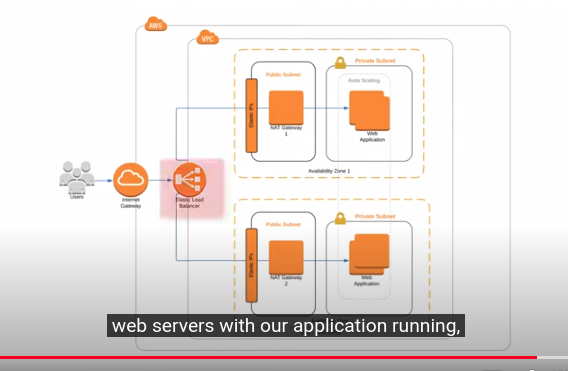 AWS
VPC
Private Subnet
Public Subnet
Auto Scaling
Elastic IPs
NAT Gateway
1
Web
Application
Availability Zone 1
Users
Internet
Gateway
Elastic Load
Balancer
Private Subnet
Public Subnet
Elastic IPs
NAT Gateway
2
Web
Application
web servers with our application running,